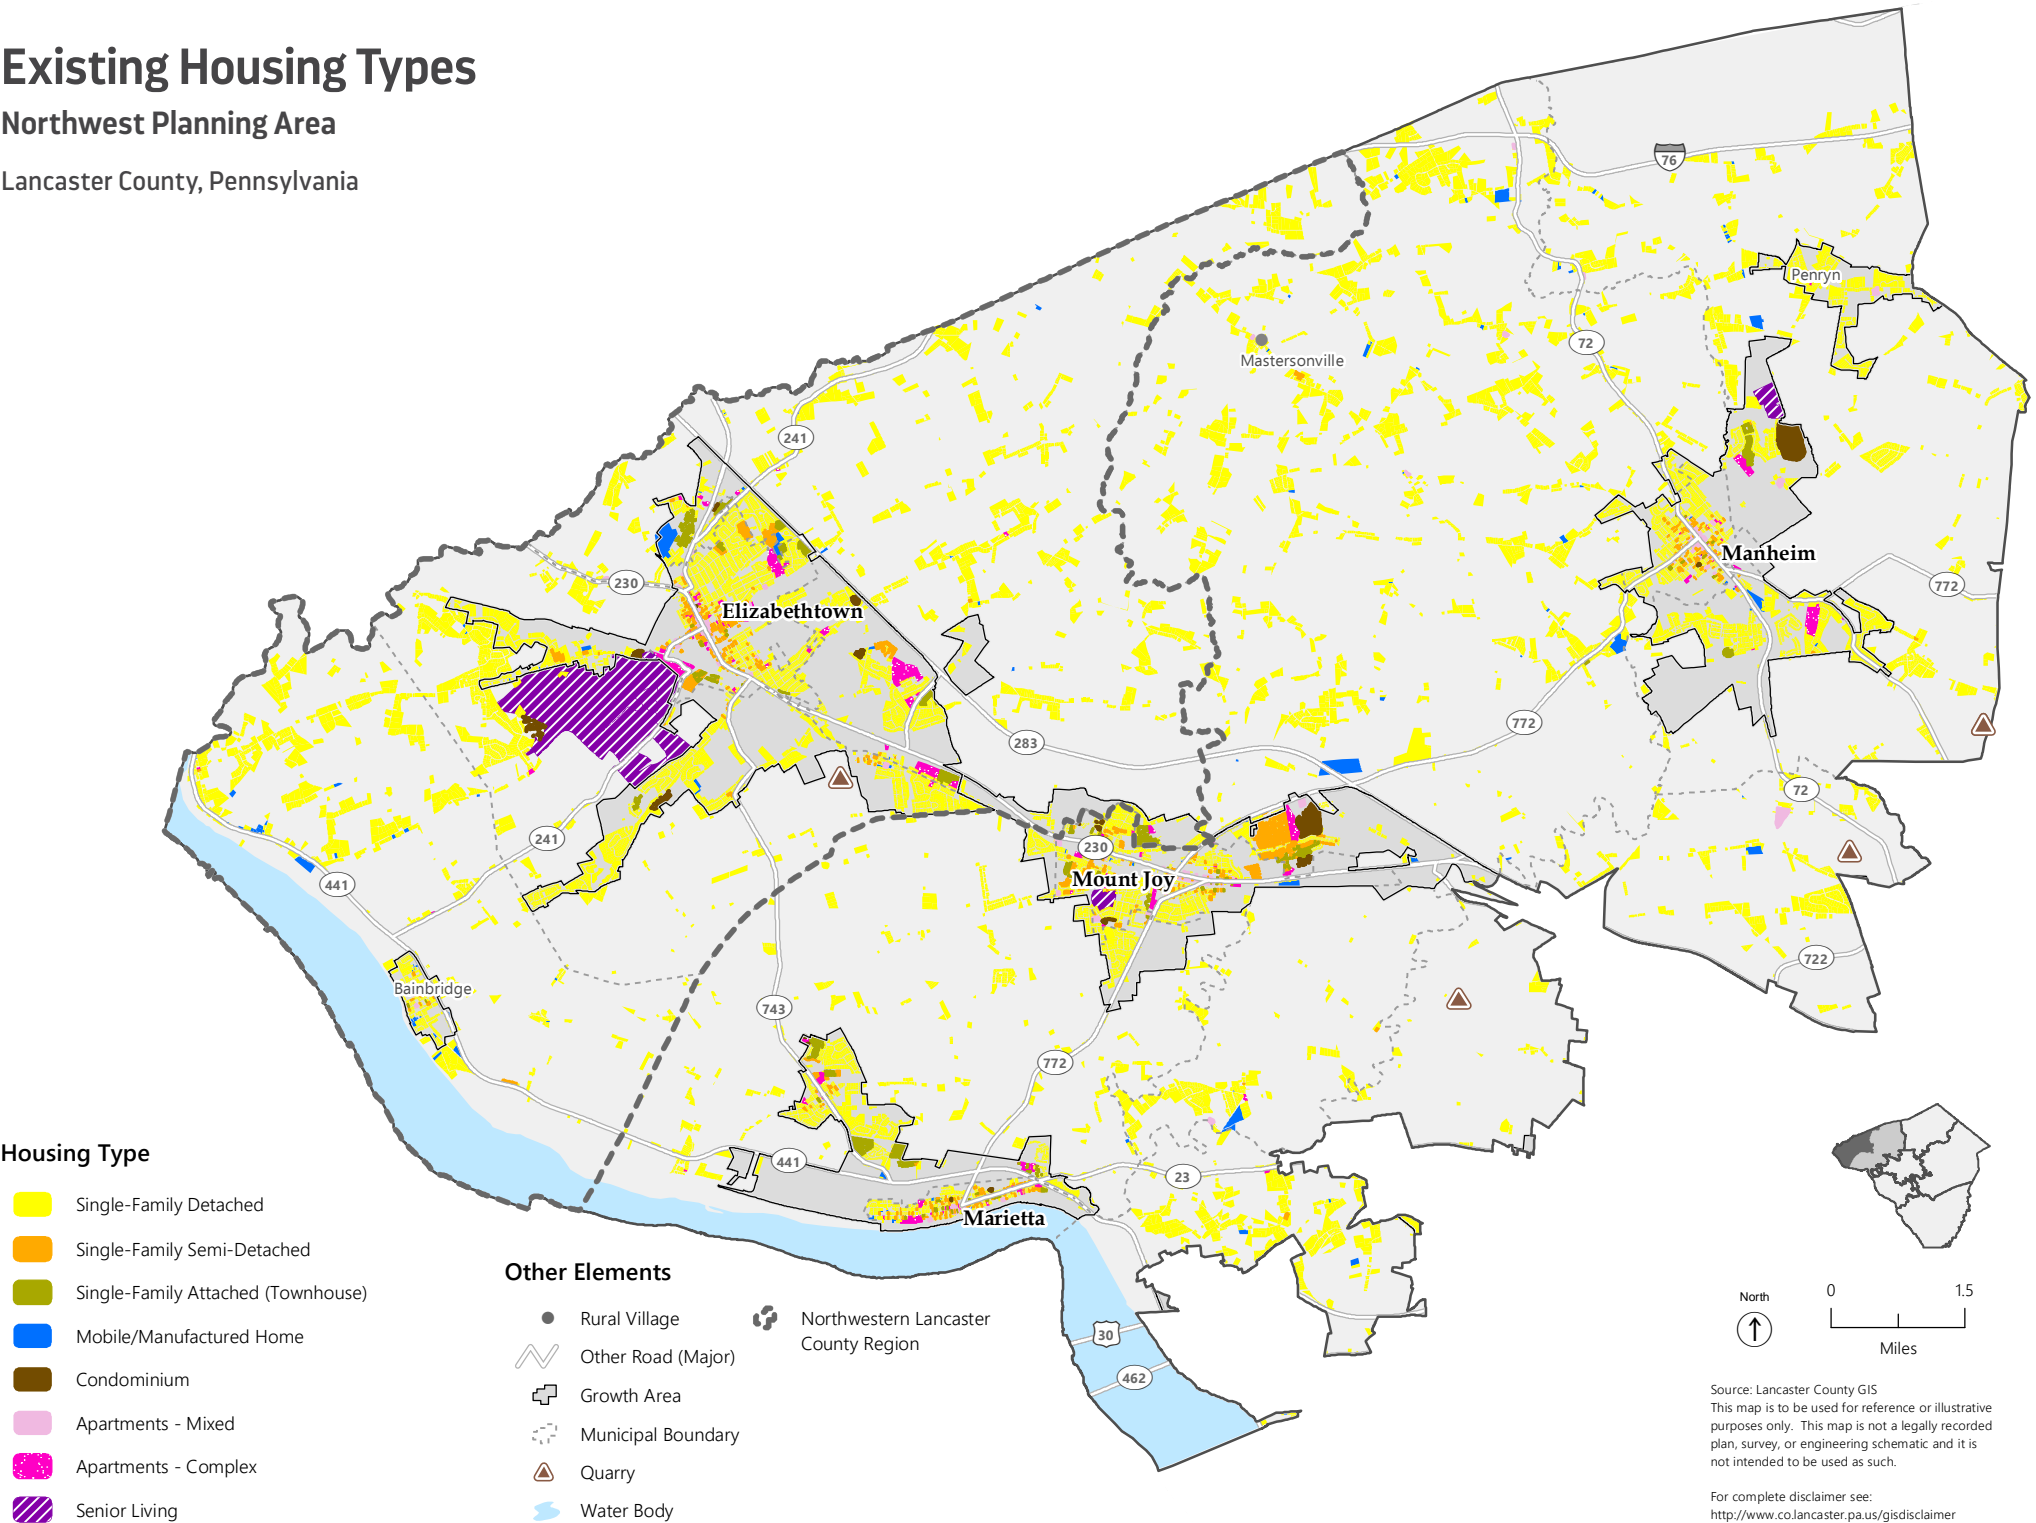 Existing Housing Types
Northwest Planning Area
Lancaster County, Pennsylvania
76
Penryn
72
Mastersonville
241
Manheim
230
772
Elizabethtown
772
283
72
241
230
441
Mount Joy
722
Bainbridge
743
772
441
23
Marietta
30
462
Housing Type
Single-Family Detached
Single-Family Semi-Detached
Single-Family Attached (Townhouse)
Mobile/Manufactured Home
Condominium
Apartments - Mixed
Apartments - Complex
Senior Living
Other Elements
Rural Village
Other Road (Major)
Growth Area
Municipal Boundary
Quarry
Water Body
Northwestern Lancaster
County Region
North
0 1.5
Miles
Source: Lancaster County GIS
This map is to be used for reference or illustrative
purposes only. This map is not a legally recorded
plan, survey, or engineering schematic and it is
not intended to be used as such.
For complete disclaimer see:
http://www.co.lancaster.pa.us/gisdisclaimer